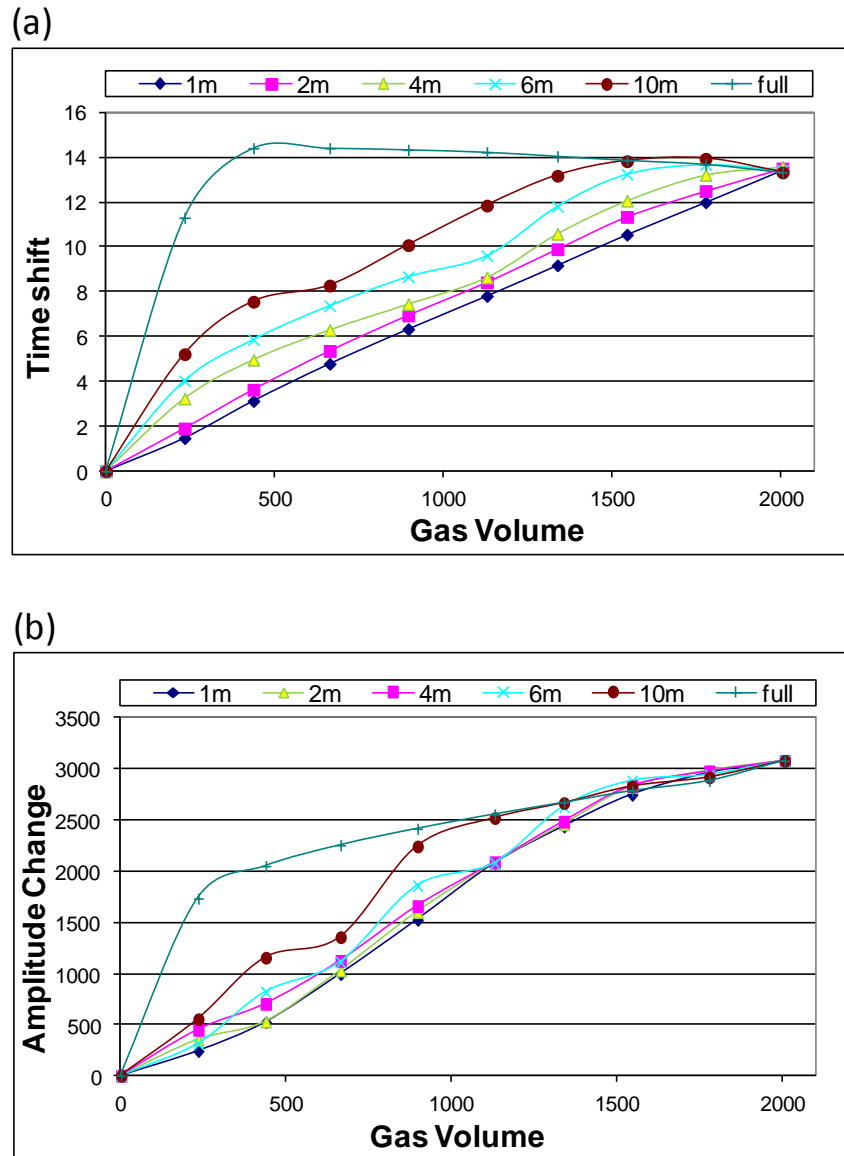 (a)
1m 2m 4m 6m 10m full
16
14
12
10
8
6
4
2
0
Time shift
0 500 1000 1500 2000
Gas Volume
(b)
1m 2m 4m 6m 10m full
3500
3000
2500
2000
1500
1000
500
0
Amplitude Change
0 500 1000 1500 2000
Gas Volume